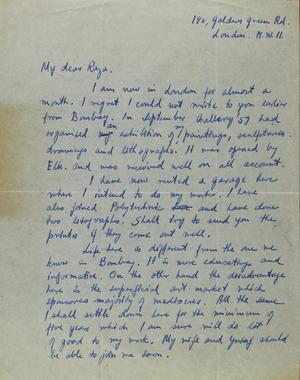 180, Golders Green Rd.
London. N.W.11.
My dear Raza.
I am now in London for almost a
month. I regret I could not write to you earlier
from Bombay. In September Gallery 59 had
organised an exhibition of my paintings, sculptures
drawings and lithographs. It was opened by
Elk. and was received well on all account.
I have now rented a garage here
where I intend to do my work. I have
also joined Polytechnic and have done
two lithographs. Shall try to send you the
prints if they come out well.
Life here is different from the one we
knew in Bombay. It is more educating and
informative. On the other hand the disadvantage
here is the superficial art-market which
sponsores majority of mediocres. All the same
I shall settle down here for the minimum of
five years which I am sure will do lot
of good to my work. My wife and Yusuf should
be able to join me soon.